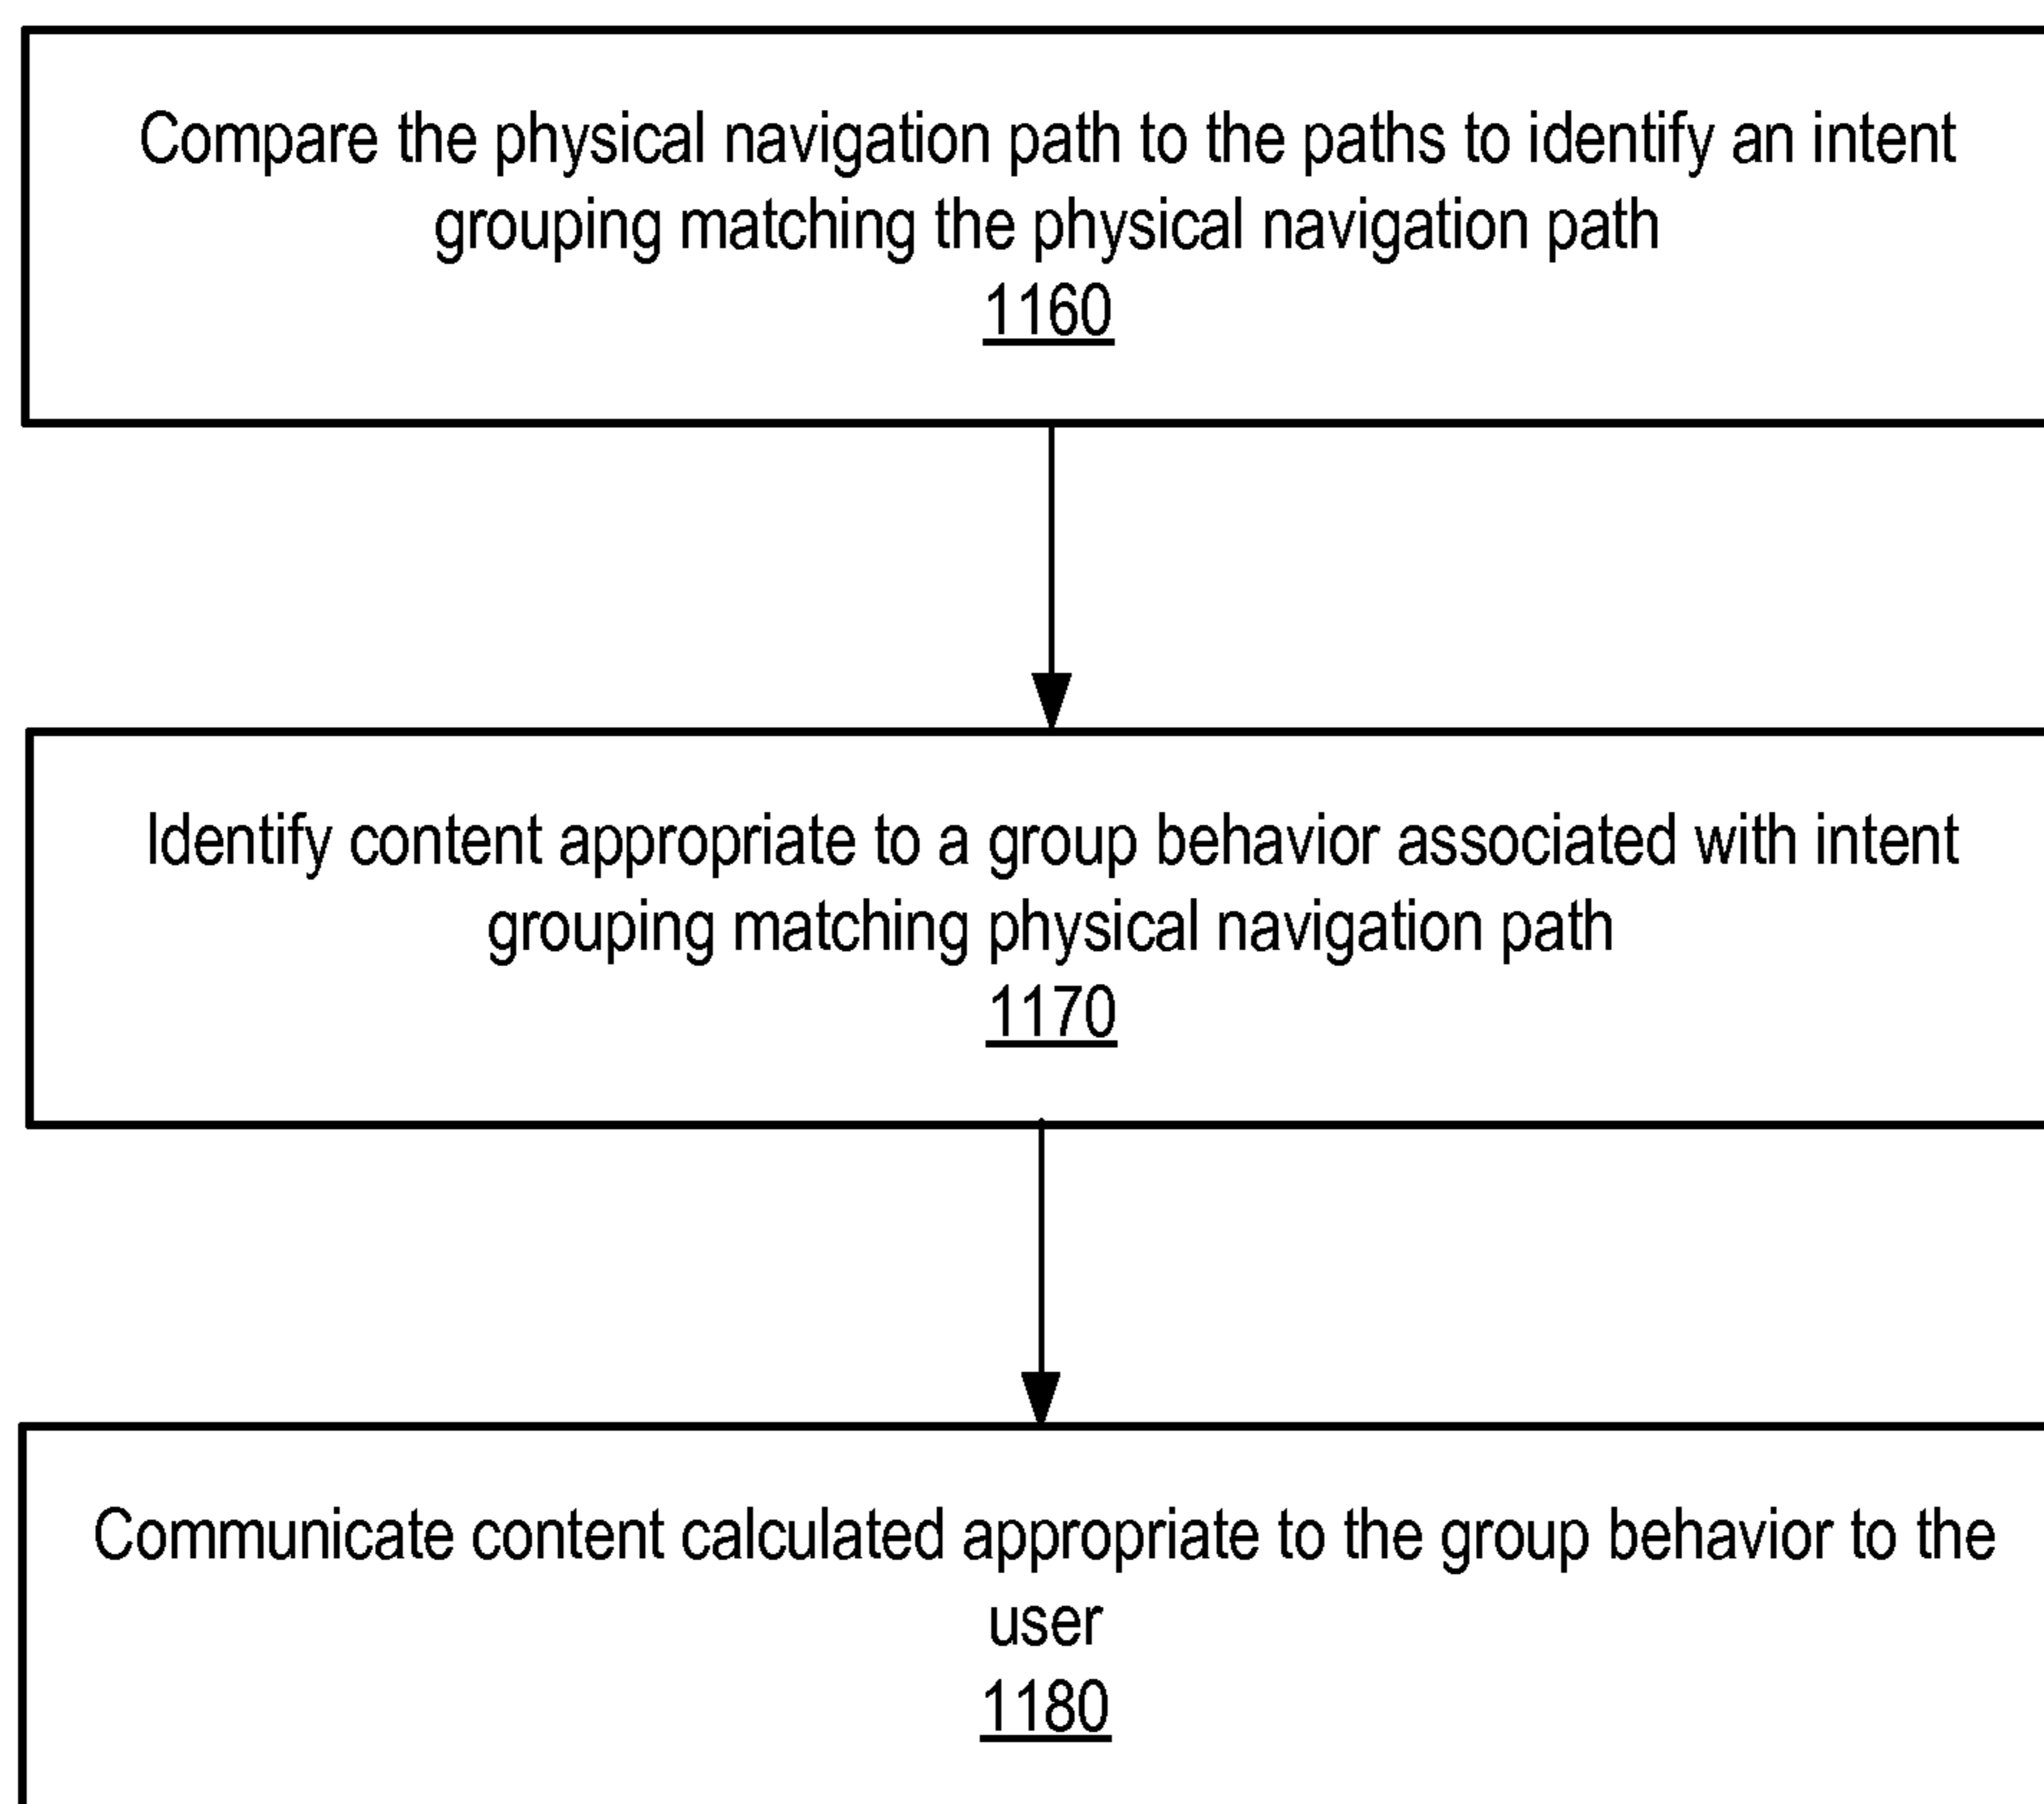 Compare the physical navigation path to the paths to identify an intent
grouping matching the physical navigation path
1160
Identify content appropriate to a group behavior associated with intent
grouping matching physical navigation path
1170
Communicate content calculated appropriate to the group behavior to the
user
1180